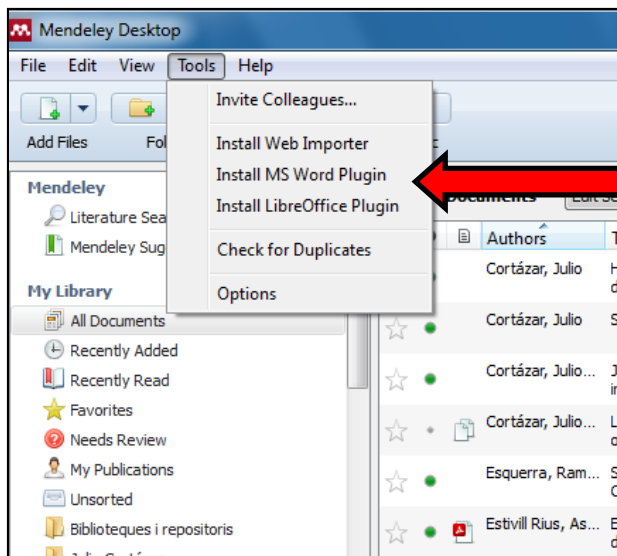 Mendeley Desktop
File Edit View Tools Help
Invite Colleagues...
Install Web Importer
Install MS Word Plugin
Install LibreOffice Plugin
Check for Duplicates
Options
Add Files
Mendeley
Literature
Mendeley
My Library
All Documents
Recently Added
Recently Read
Favorites
Needs Review
My Publications
Unsorted
Biblioteques i repositoris
Authors
Cortázar, Julio
Cortázar, Julio
Cortázar, Julio...
Cortázar, Julio...
Esquerra, Ram...
Estivill Rius, As...